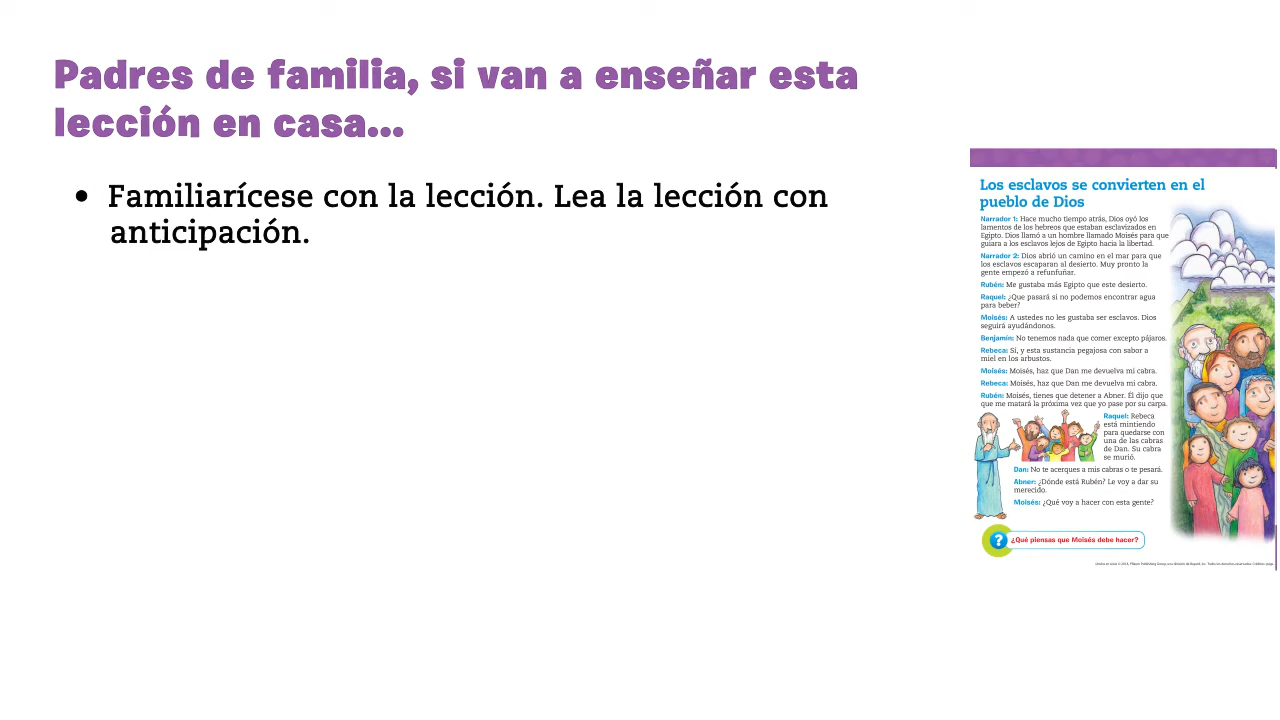 Padres de familia, si van a enseñar esta
lección en casa...
• Familiarícese con la lección. Lea la lección con
anticipación.
Los esclavos se convierten en el
pueblo de Dios
Narrador 1: Hace mucho tiempo atrás, Dios oyó los
lamentos de los hebreos que estaban esclavizados en
Egipto. Dios llamó a un hombre llamado Moisés para que
guiara a los esclavos lejos de Egipto hacia la libertad.
Narrador 2: Dios abrió un camino en el mar para que
los esclavos escaparan al desierto. Muy pronto la
gente empezó a refunfuñar.
Rubén: Me gustaba más Egipto que este desierto.
Raquel: ¿Que pasará si no podemos encontrar agua
para beber?
Moisés: A ustedes no les gustaba ser esclavos. Dios
seguirá ayudándonos.
Benjamín: No tenemos nada que comer excepto pájaros.
Rebeca: Sí, y esta sustancia pegajosa con sabor a
miel en los arbustos.
Moisés: Moisés, haz que Dan me devuelva mi cabra.
Rebeca: Moisés, haz que Dan me devuelva mi cabra.
Rubén: Moisés, tienes que detener a Abner. Él dijo que
que me matará la próxima vez que yo pase por su carpa.
Raquel: Rebeca
está mintiendo
para quedarse con
una de las cabras
de Dan. Su cabra
se murió.
Dan: No te acerques a mis cabras o te pesará.
Abner: ¿Dónde está Rubén? Le voy a dar su
merecido.
Moisés: ¿Qué voy a hacer con esta gente?
? ¿Qué piensas que Moisés debe hacer?